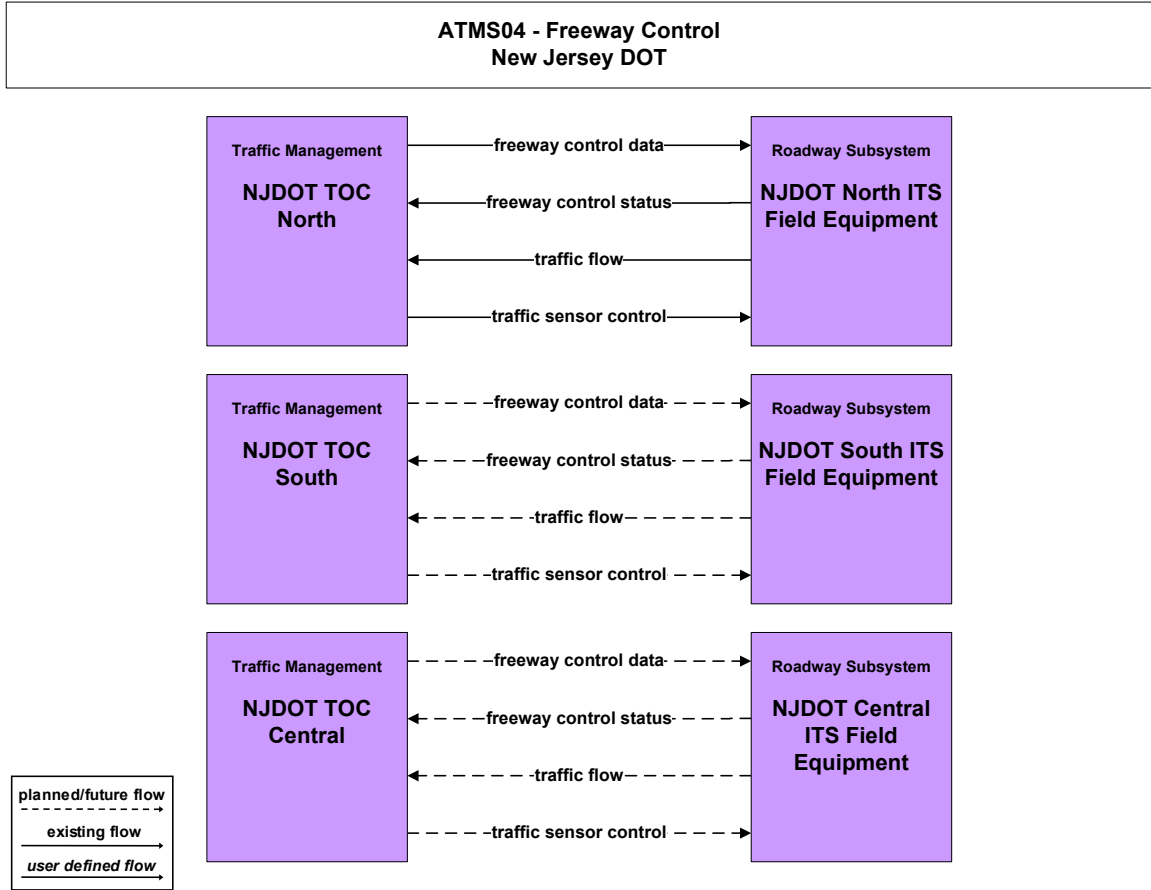 ATMS04 - Freeway Control
New Jersey DOT
Traffic Management
NJDOT TOC
North
freeway control data
freeway control status
traffic flow
traffic sensor control
Roadway Subsystem
NJDOT North ITS
Field Equipment
Traffic Management
NJDOT TOC
South
freeway control data
freeway control status
traffic flow
traffic sensor control
Roadway Subsystem
NJDOT South ITS
Field Equipment
Traffic Management
NJDOT TOC
Central
freeway control data
freeway control status
traffic flow
traffic sensor control
Roadway Subsystem
NJDOT Central
ITS Field
Equipment
planned/future flow
existing flow
user defined flow